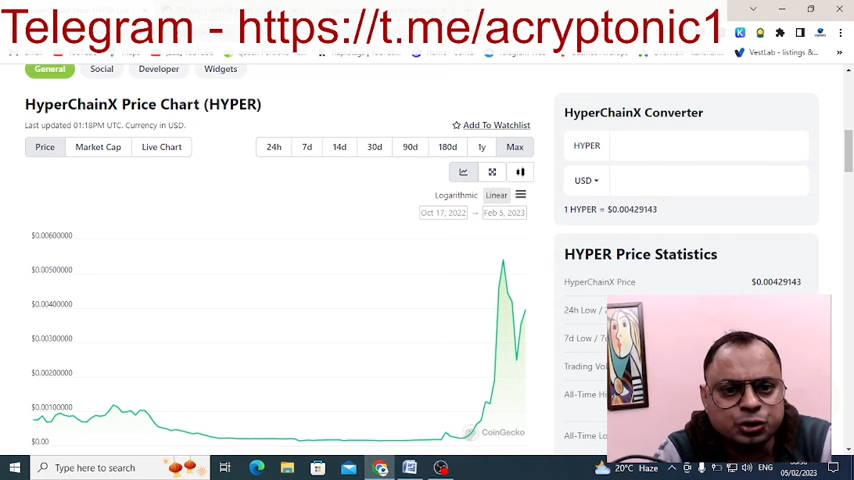 Telegram - https://t.me/acryptonic1
VestLab - listings &...
General Social Developer Widgets
HyperChainX Price Chart (HYPER)
Last updated 01:18PM UTC. Currency in USD.
Add To Watchlist
Price Market Cap Live Chart
24h 7d 14d 30d 90d 180d 1y Max
Logarithmic Linear
Oct 17, 2022 → Feb 5, 2023
$0.00600000
$0.00500000
$0.00400000
$0.00300000
$0.00200000
$0.00100000
$0.00
CoinGecko
HyperChainX Converter
HYPER
USD
1 HYPER = $0.00429143
HYPER Price Statistics
HyperChainX Price $0.00429143
24h Low /
7d Low /
Trading Vol
All-Time
All-Time
Type here to search
20°C Haze
ENG
05/02/2023